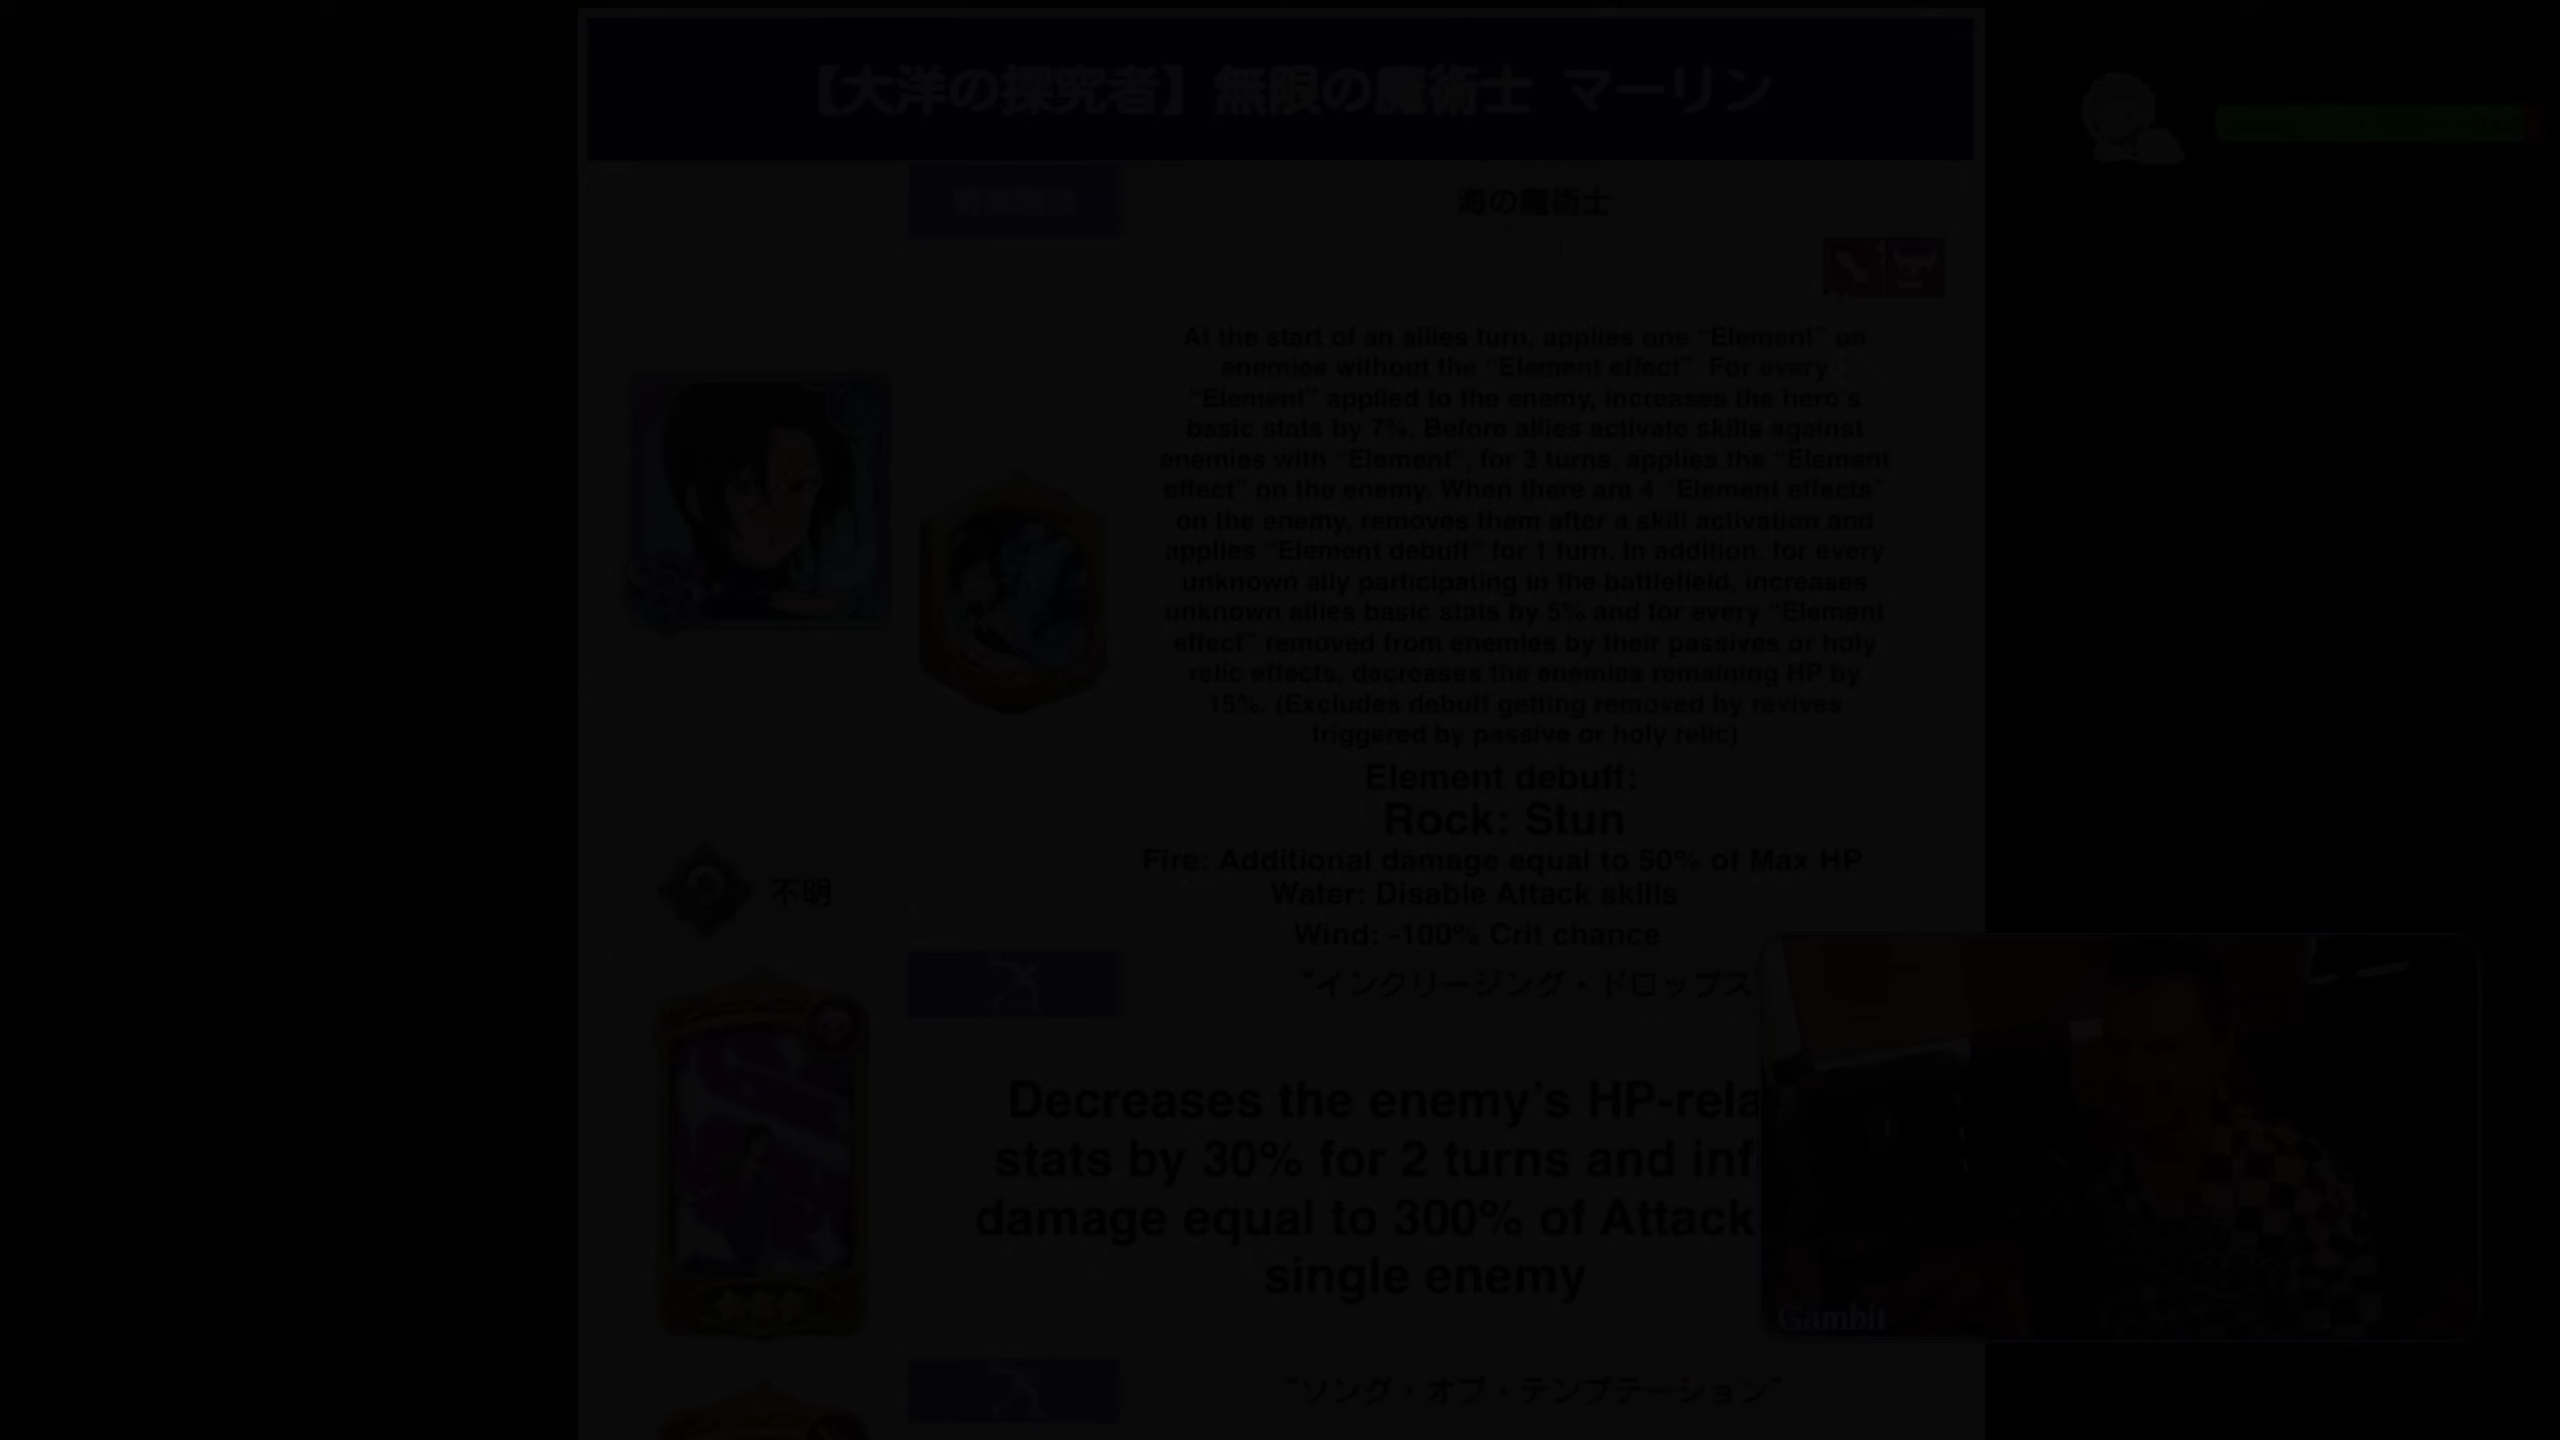 【大洋の探究者】無限の魔術士 マーリン
海の魔術士
At the start of an allies turn, applies one “Element” on
enemies without the “Element effect”. For every
“Element” applied to the enemy, increases the hero’s
basic stats by 7%. Before allies activate skills against
enemies with “Element”, for 3 turns, applies the “Element
effect” on the enemy. When there are 4 “Element effects”
on the enemy, removes them after a skill activation and
applies “Element debuff” for 1 turn. In addition, for every
unknown ally participating in the battlefield, increases
unknown allies basic stats by 5% and for every “Element
effect” removed from enemies by their passives or holy
relic effects, decreases the enemies remaining HP by
15%. (Excludes debuff getting removed by revives
triggered by passive or holy relic)
Element debuff:
Rock: Stun
Fire: Additional damage equal to 50% of Max HP
Water: Disable Attack skills
Wind: -100% Crit chance
不明
“インクリージング・ドロップス
Decreases the enemy’s HP-rela
stats by 30% for 2 turns and inf
damage equal to 300% of Attack
single enemy
Gambit
“ソング・オブ・テンプテーション”